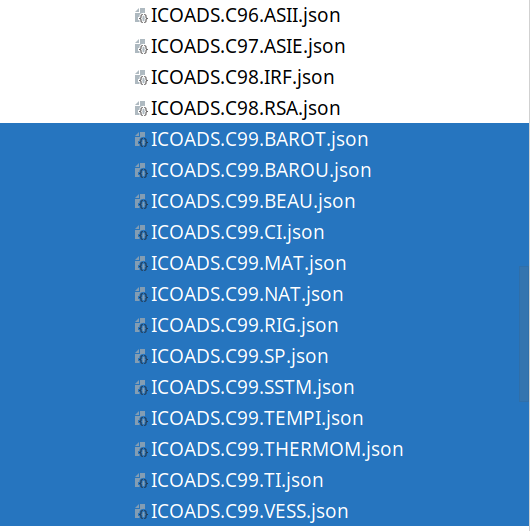 ICOADS.C96.ASII.json
ICOADS.C97.ASIE.json
ICOADS.C98.IRF.json
ICOADS.C98.RSA.json
ICOADS.C99.BAROT.json
ICOADS.C99.BAROU.json
ICOADS.C99.BEAU.json
ICOADS.C99.CI.json
ICOADS.C99.MAT.json
ICOADS.C99.NAT.json
ICOADS.C99.RIG.json
ICOADS.C99.SP.json
ICOADS.C99.SSTM.json
ICOADS.C99.TEMPI.json
ICOADS.C99.THERMOM.json
ICOADS.C99.TI.json
ICOADS.C99.VESS.json